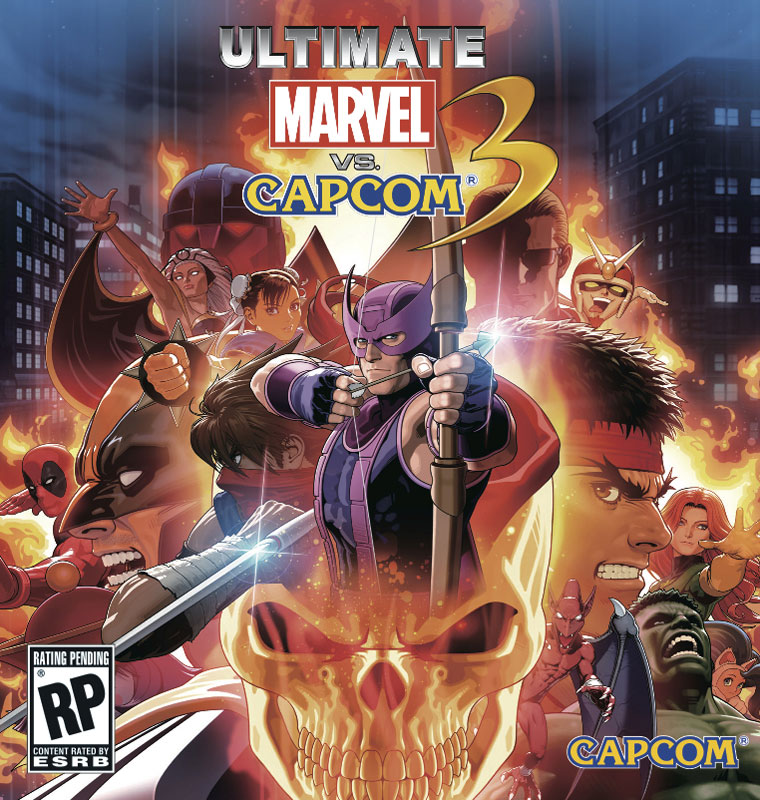 ULTIMATE
MARVEL
VS.
CAPCOM®
3
RATING PENDING
®
RP
CONTENT RATED BY
ESRB
CAPCOM®